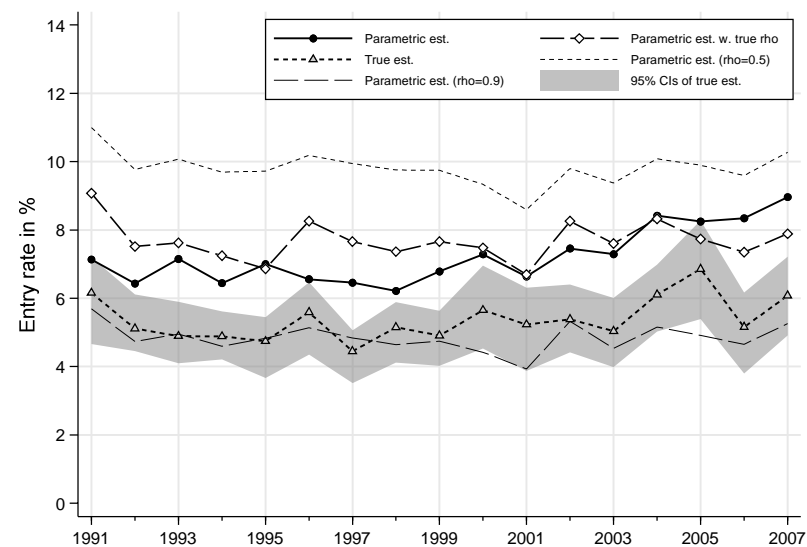 Parametric est.
Parametric est. w. true rho
True est.
Parametric est. (rho=0.5)
Parametric est. (rho=0.9)
95% CIs of true est.
Entry rate in %
14
12
10
8
6
4
2
0
1991 1993 1995 1997 1999 2001 2003 2005 2007